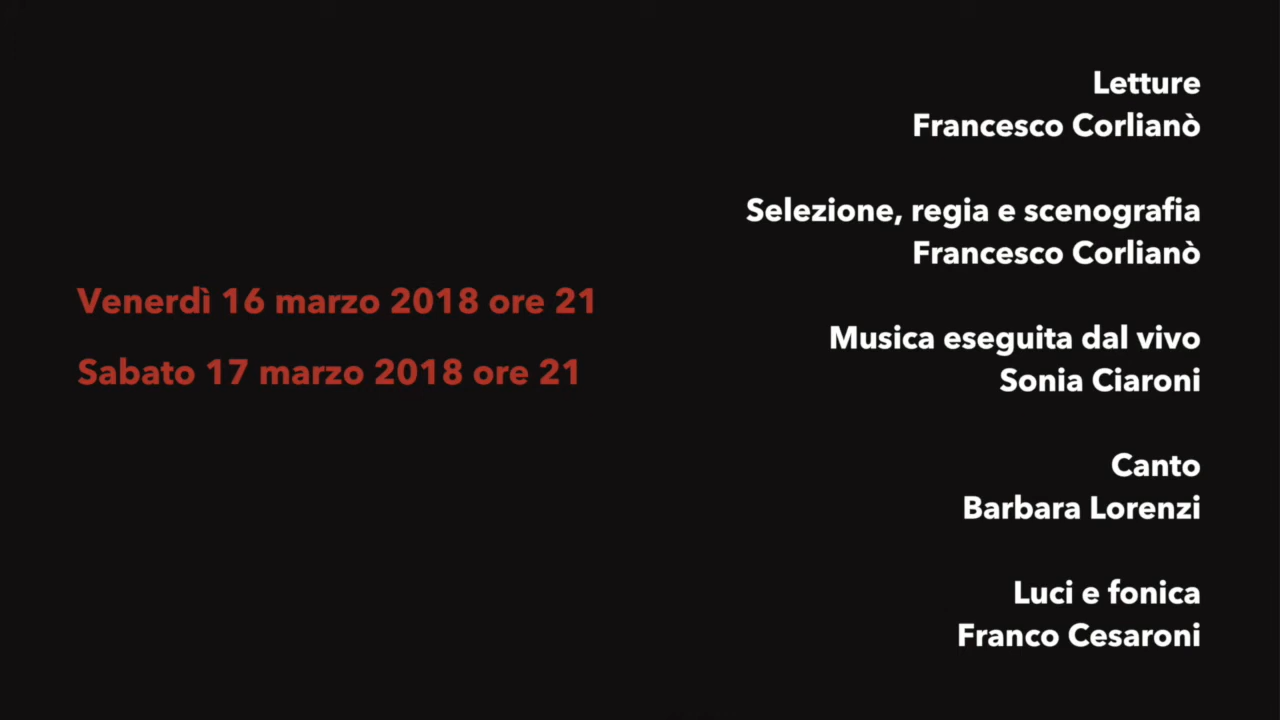 Venerdì 16 marzo 2018 ore 21
Sabato 17 marzo 2018 ore 21
Letture
Francesco Corlianò
Selezione, regia e scenografia
Francesco Corlianò
Musica eseguita dal vivo
Sonia Ciaroni
Canto
Barbara Lorenzi
Luci e fonica
Franco Cesaroni